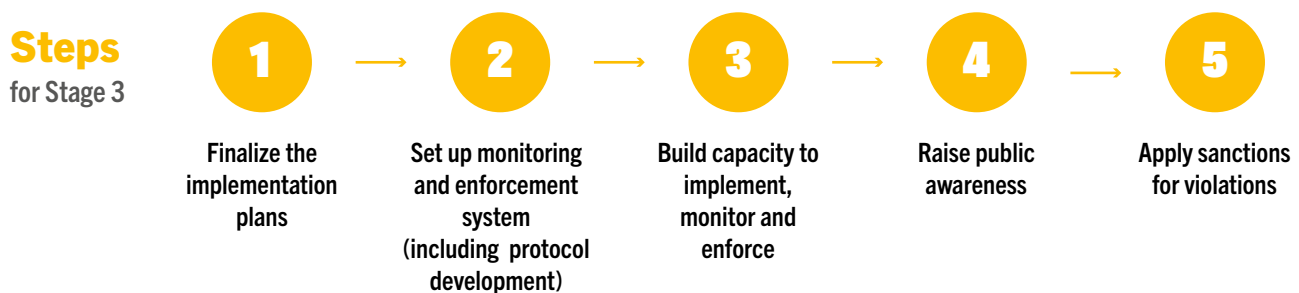 Steps
for Stage 3
1
2
3
4
5
Finalize the
implementation
plans
Set up monitoring
and enforcement
system
(including protocol
development)
Build capacity to
implement,
monitor and
enforce
Raise public
awareness
Apply sanctions
for violations